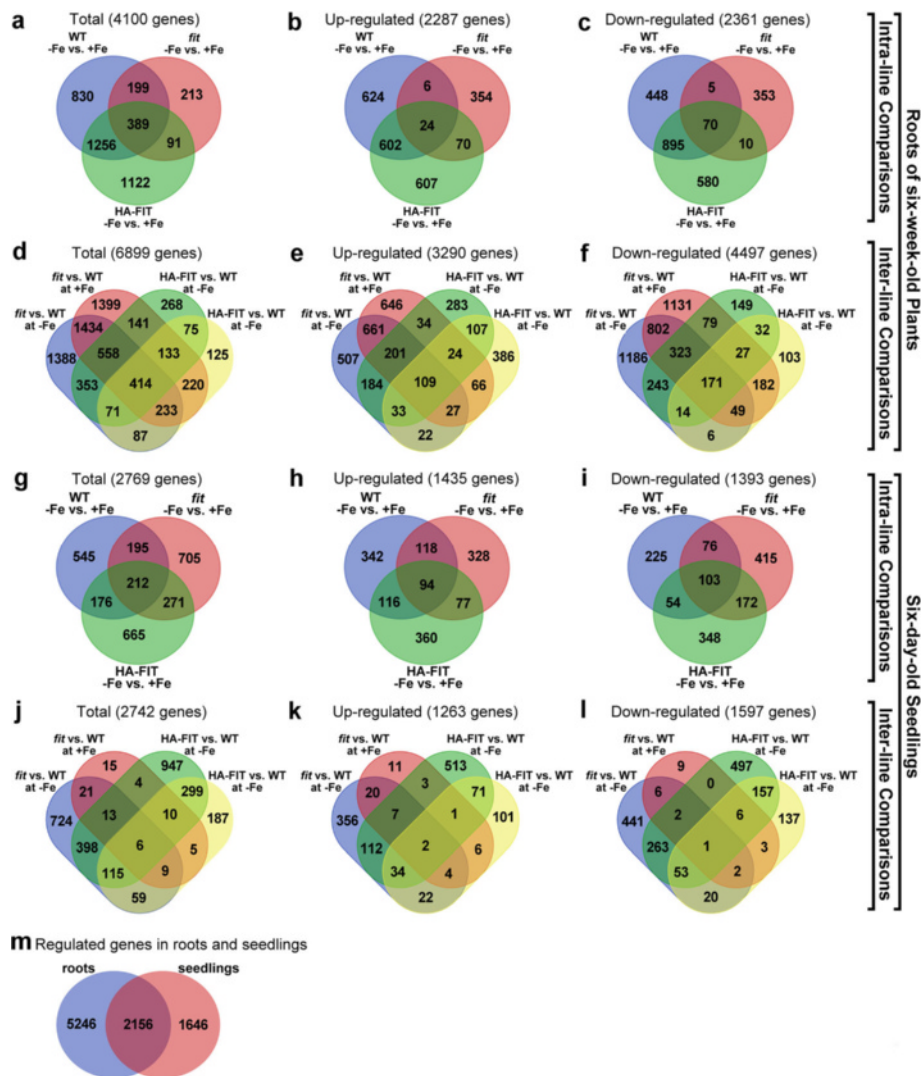 a Total (4100 genes)
WT
-Fe vs. +Fe
fit
-Fe vs. +Fe
830
199
213
389
1256
91
1122
HA-FIT
-Fe vs. +Fe
b Up-regulated (2287 genes)
WT
-Fe vs. +Fe
fit
-Fe vs. +Fe
624
6
354
24
602
70
607
HA-FIT
-Fe vs. +Fe
c Down-regulated (2361 genes)
WT
-Fe vs. +Fe
fit
-Fe vs. +Fe
448
5
353
70
895
10
580
HA-FIT
-Fe vs. +Fe
Intra-line Comparisons
d Total (6899 genes)
fit vs. WT
at +Fe
HA-FIT vs. WT
at -Fe
fit vs. WT
at -Fe
HA-FIT vs. WT
at -Fe
1399
268
1434
141
75
1388
558
133
125
353
414
220
71
233
87
e Up-regulated (3290 genes)
fit vs. WT
at +Fe
HA-FIT vs. WT
at -Fe
fit vs. WT
at -Fe
HA-FIT vs. WT
at -Fe
646
283
661
34
107
507
201
24
386
184
109
66
33
27
22
f Down-regulated (4497 genes)
fit vs. WT
at +Fe
HA-FIT vs. WT
at -Fe
fit vs. WT
at -Fe
HA-FIT vs. WT
at -Fe
1131
149
802
79
32
1186
323
27
103
243
171
182
14
49
6
Inter-line Comparisons
Roots of six-week-old Plants
g Total (2769 genes)
WT
-Fe vs. +Fe
fit
-Fe vs. +Fe
545
195
705
212
176
271
665
HA-FIT
-Fe vs. +Fe
h Up-regulated (1435 genes)
WT
-Fe vs. +Fe
fit
-Fe vs. +Fe
342
118
328
94
116
77
360
HA-FIT
-Fe vs. +Fe
i Down-regulated (1393 genes)
WT
-Fe vs. +Fe
fit
-Fe vs. +Fe
225
76
415
103
54
172
348
HA-FIT
-Fe vs. +Fe
Intra-line Comparisons
j Total (2742 genes)
fit vs. WT
at +Fe
HA-FIT vs. WT
at -Fe
fit vs. WT
at -Fe
HA-FIT vs. WT
at -Fe
15
947
21
4
299
724
13
10
187
398
6
5
115
9
59
k Up-regulated (1263 genes)
fit vs. WT
at +Fe
HA-FIT vs. WT
at -Fe
fit vs. WT
at -Fe
HA-FIT vs. WT
at -Fe
11
513
20
3
71
356
7
1
101
112
2
6
34
4
22
l Down-regulated (1597 genes)
fit vs. WT
at +Fe
HA-FIT vs. WT
at -Fe
fit vs. WT
at -Fe
HA-FIT vs. WT
at -Fe
9
497
6
0
157
441
2
6
137
263
1
3
53
2
20
Inter-line Comparisons
Six-day-old Seedlings
m Regulated genes in roots and seedlings
roots
seedlings
5246
2156
1646